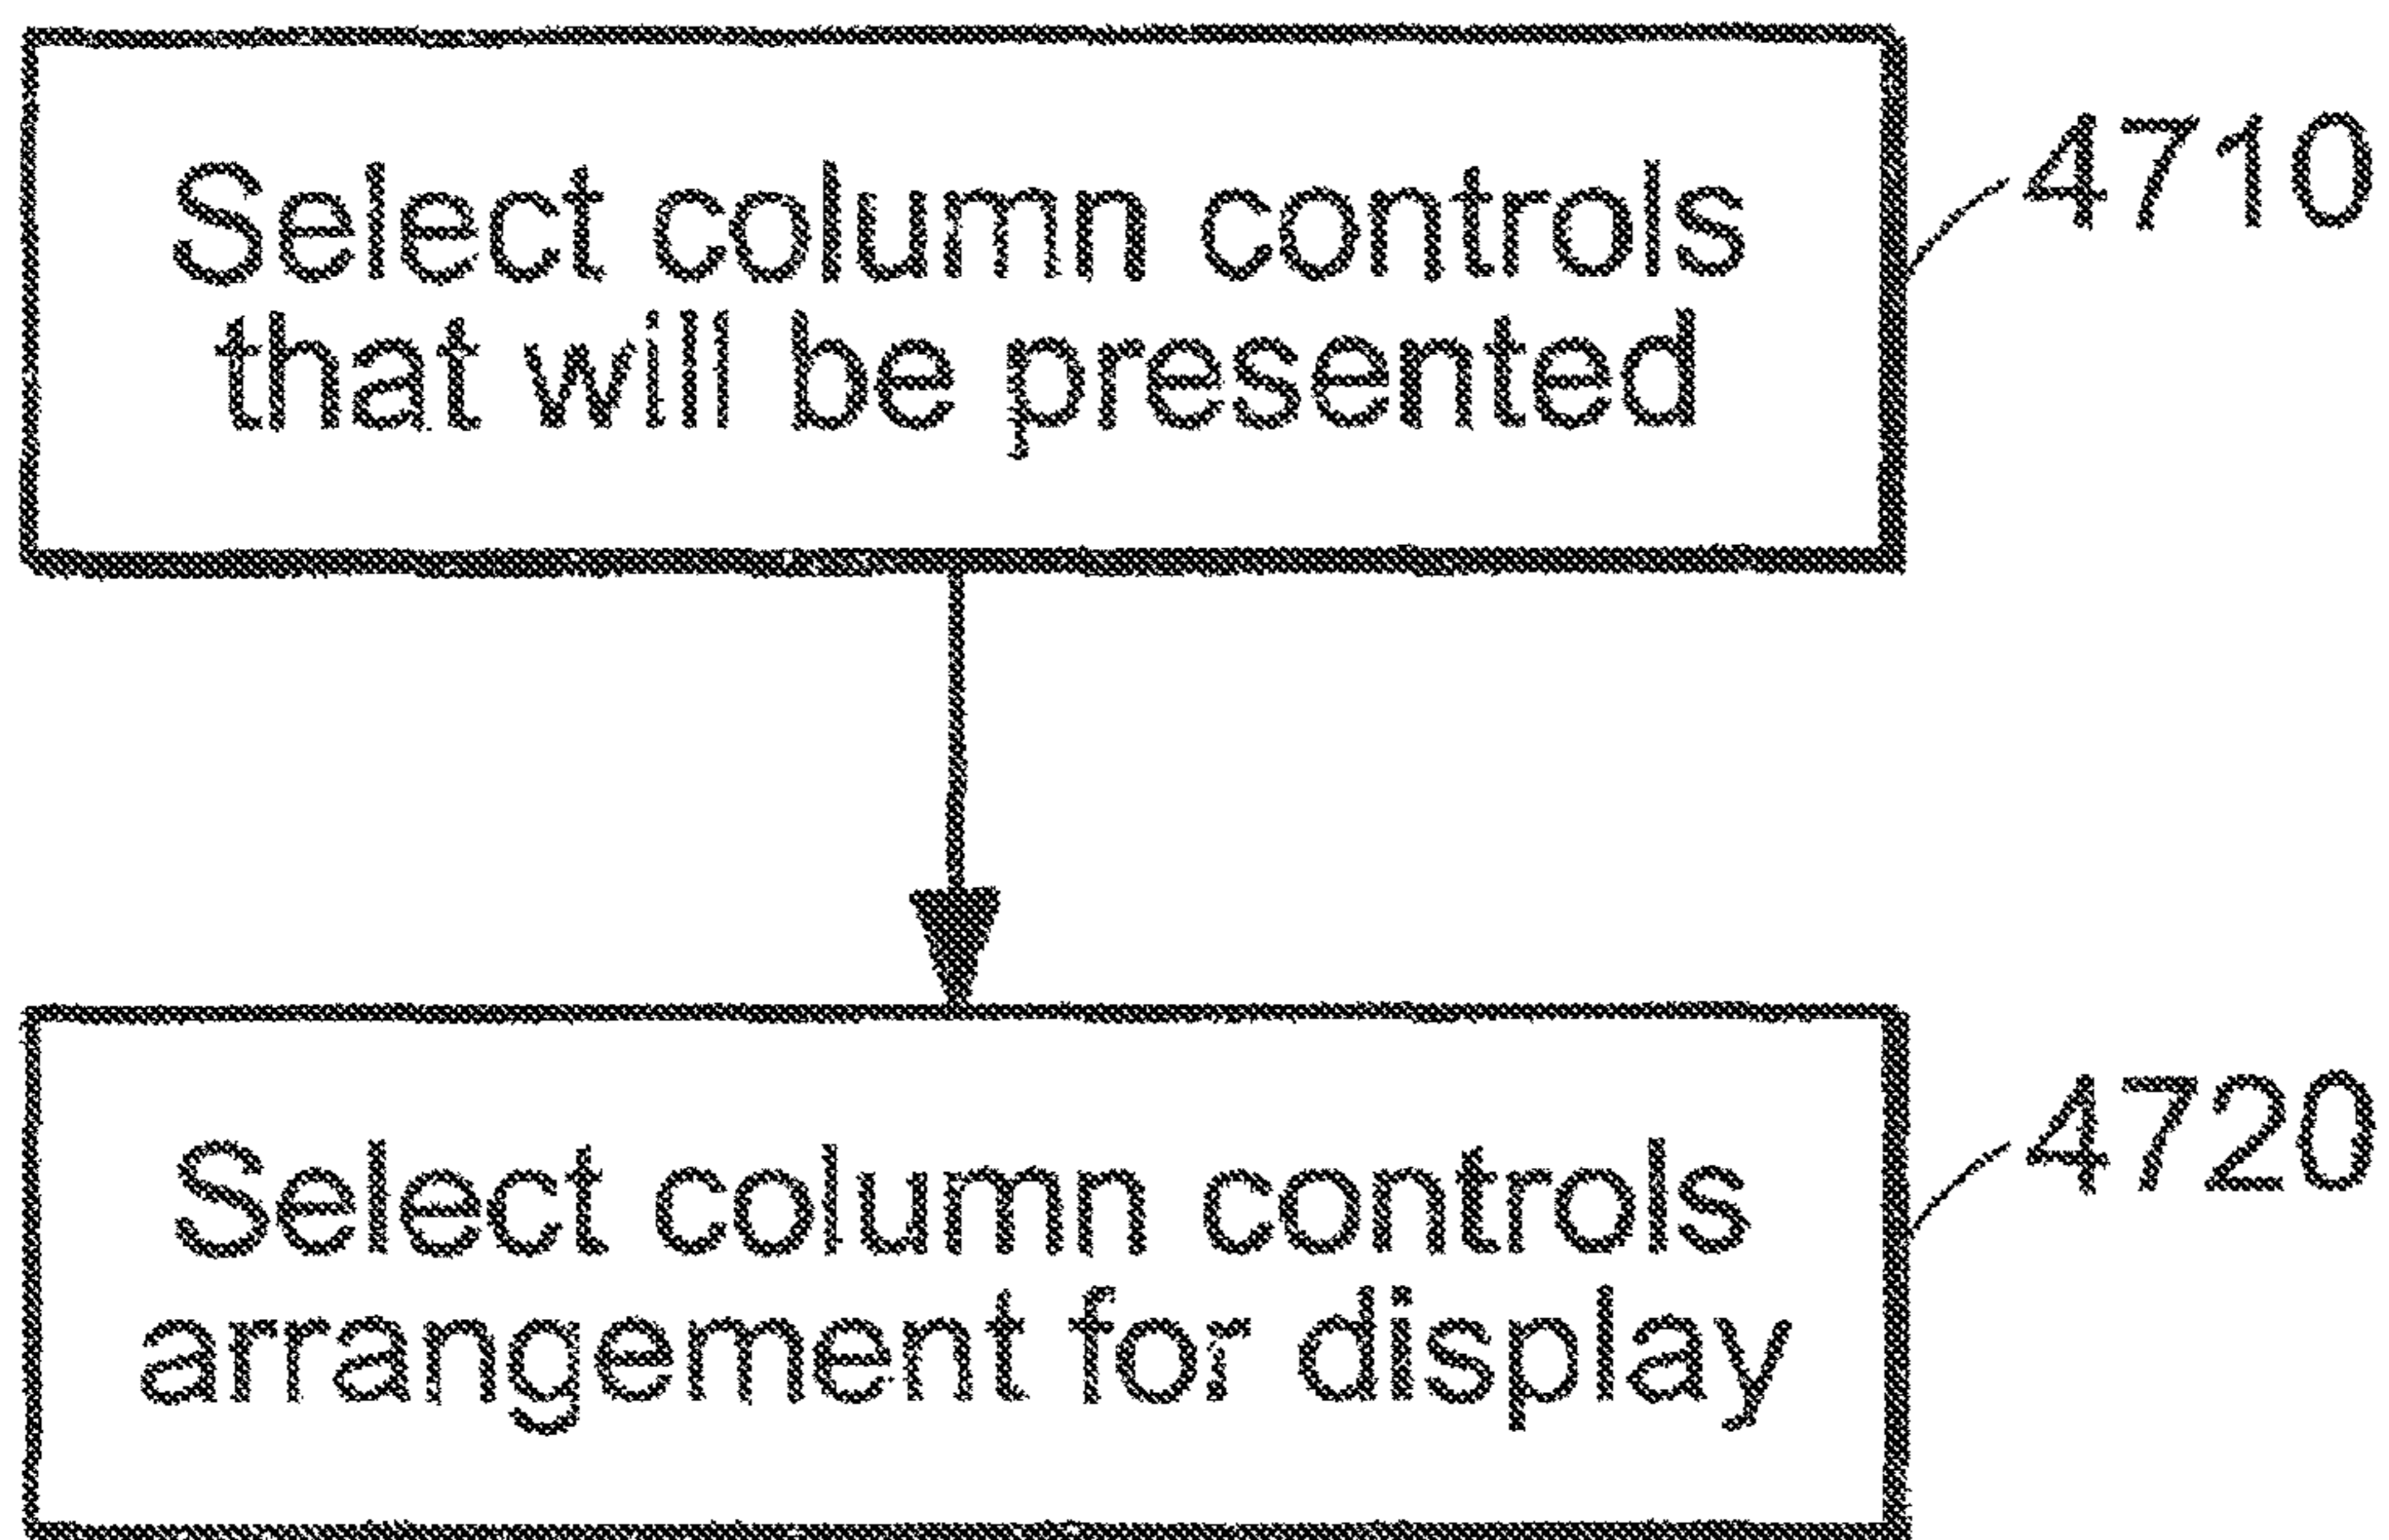 Select column controls
that will be presented
4710
Select column controls
arrangement for display
4720